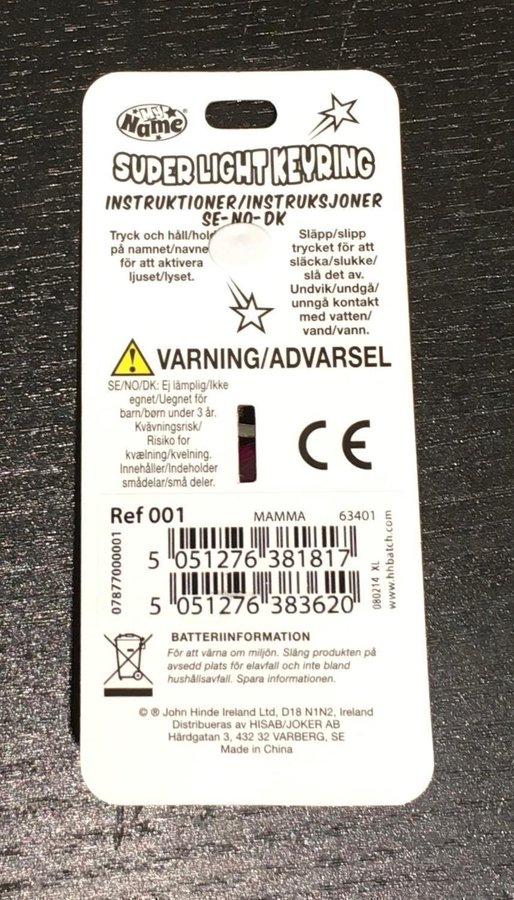 MY
Name®
SUPER LIGHT KEYRING
INSTRUKTIONER/INSTRUKSJONER
SE-NO-DK
Tryck och håll/hold
på namnet/navnet
för att aktivera
ljuset/lyset.
Släpp/slipp
trycket för att
släcka/slukke/
slå det av.
Undvik/undgå/
unngå kontakt
med vatten/
vand/vann.
VARNING/ADVARSEL
SE/NO/DK: Ej lämplig/Ikke
egnet/Uegnet för
barn/børn under 3 år.
Kvävningsrisk/
Risiko for
kvælning/kvelning.
Innehåller/Indeholder
smådelar/små deler.
CE
Ref 001
MAMMA 63401
07877000001
5 051276 381817
5 051276 383620
080214 XL
www.hhbatch.com
BATTERIINFORMATION
För att värna om miljön. Släng produkten på
avsedd plats för elavfall och inte bland
hushållsavfall. Spara informationen.
© ® John Hinde Ireland Ltd, D18 N1N2, Ireland
Distribueras av HISAB/JOKER AB
Härdgatan 3, 432 32 VARBERG, SE
Made in China